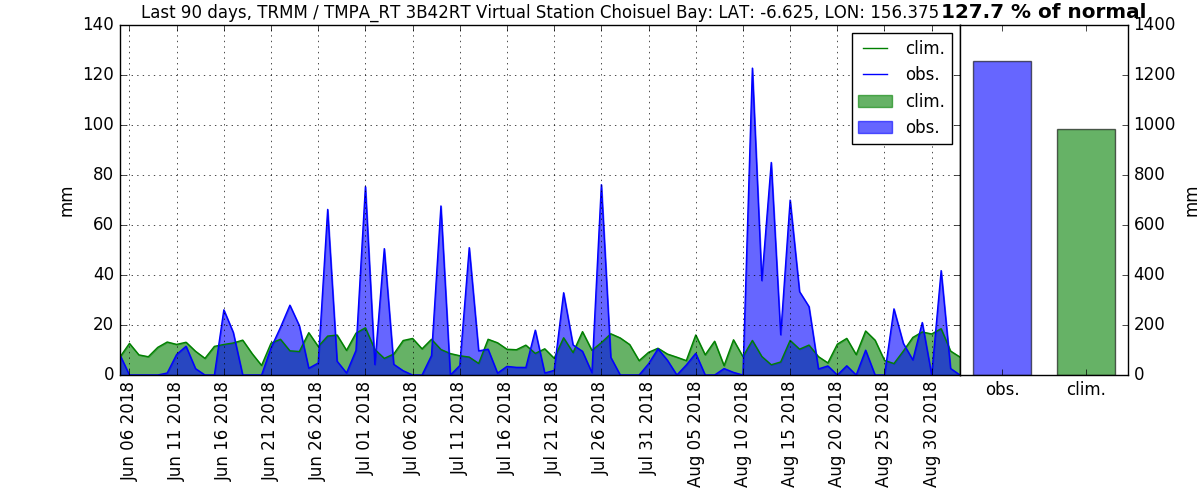 Last 90 days, TRMM / TMPA_RT 3B42RT Virtual Station Choisuel Bay: LAT: -6.625, LON: 156.375
127.7 % of normal
140
120
100
80
60
40
20
0
mm
clim.
obs.
clim.
obs.
Jun 06 2018
Jun 11 2018
Jun 16 2018
Jun 21 2018
Jun 26 2018
Jul 01 2018
Jul 06 2018
Jul 11 2018
Jul 16 2018
Jul 21 2018
Jul 26 2018
Jul 31 2018
Aug 05 2018
Aug 10 2018
Aug 15 2018
Aug 20 2018
Aug 25 2018
Aug 30 2018
1400
1200
1000
800
600
400
200
0
mm
obs.
clim.